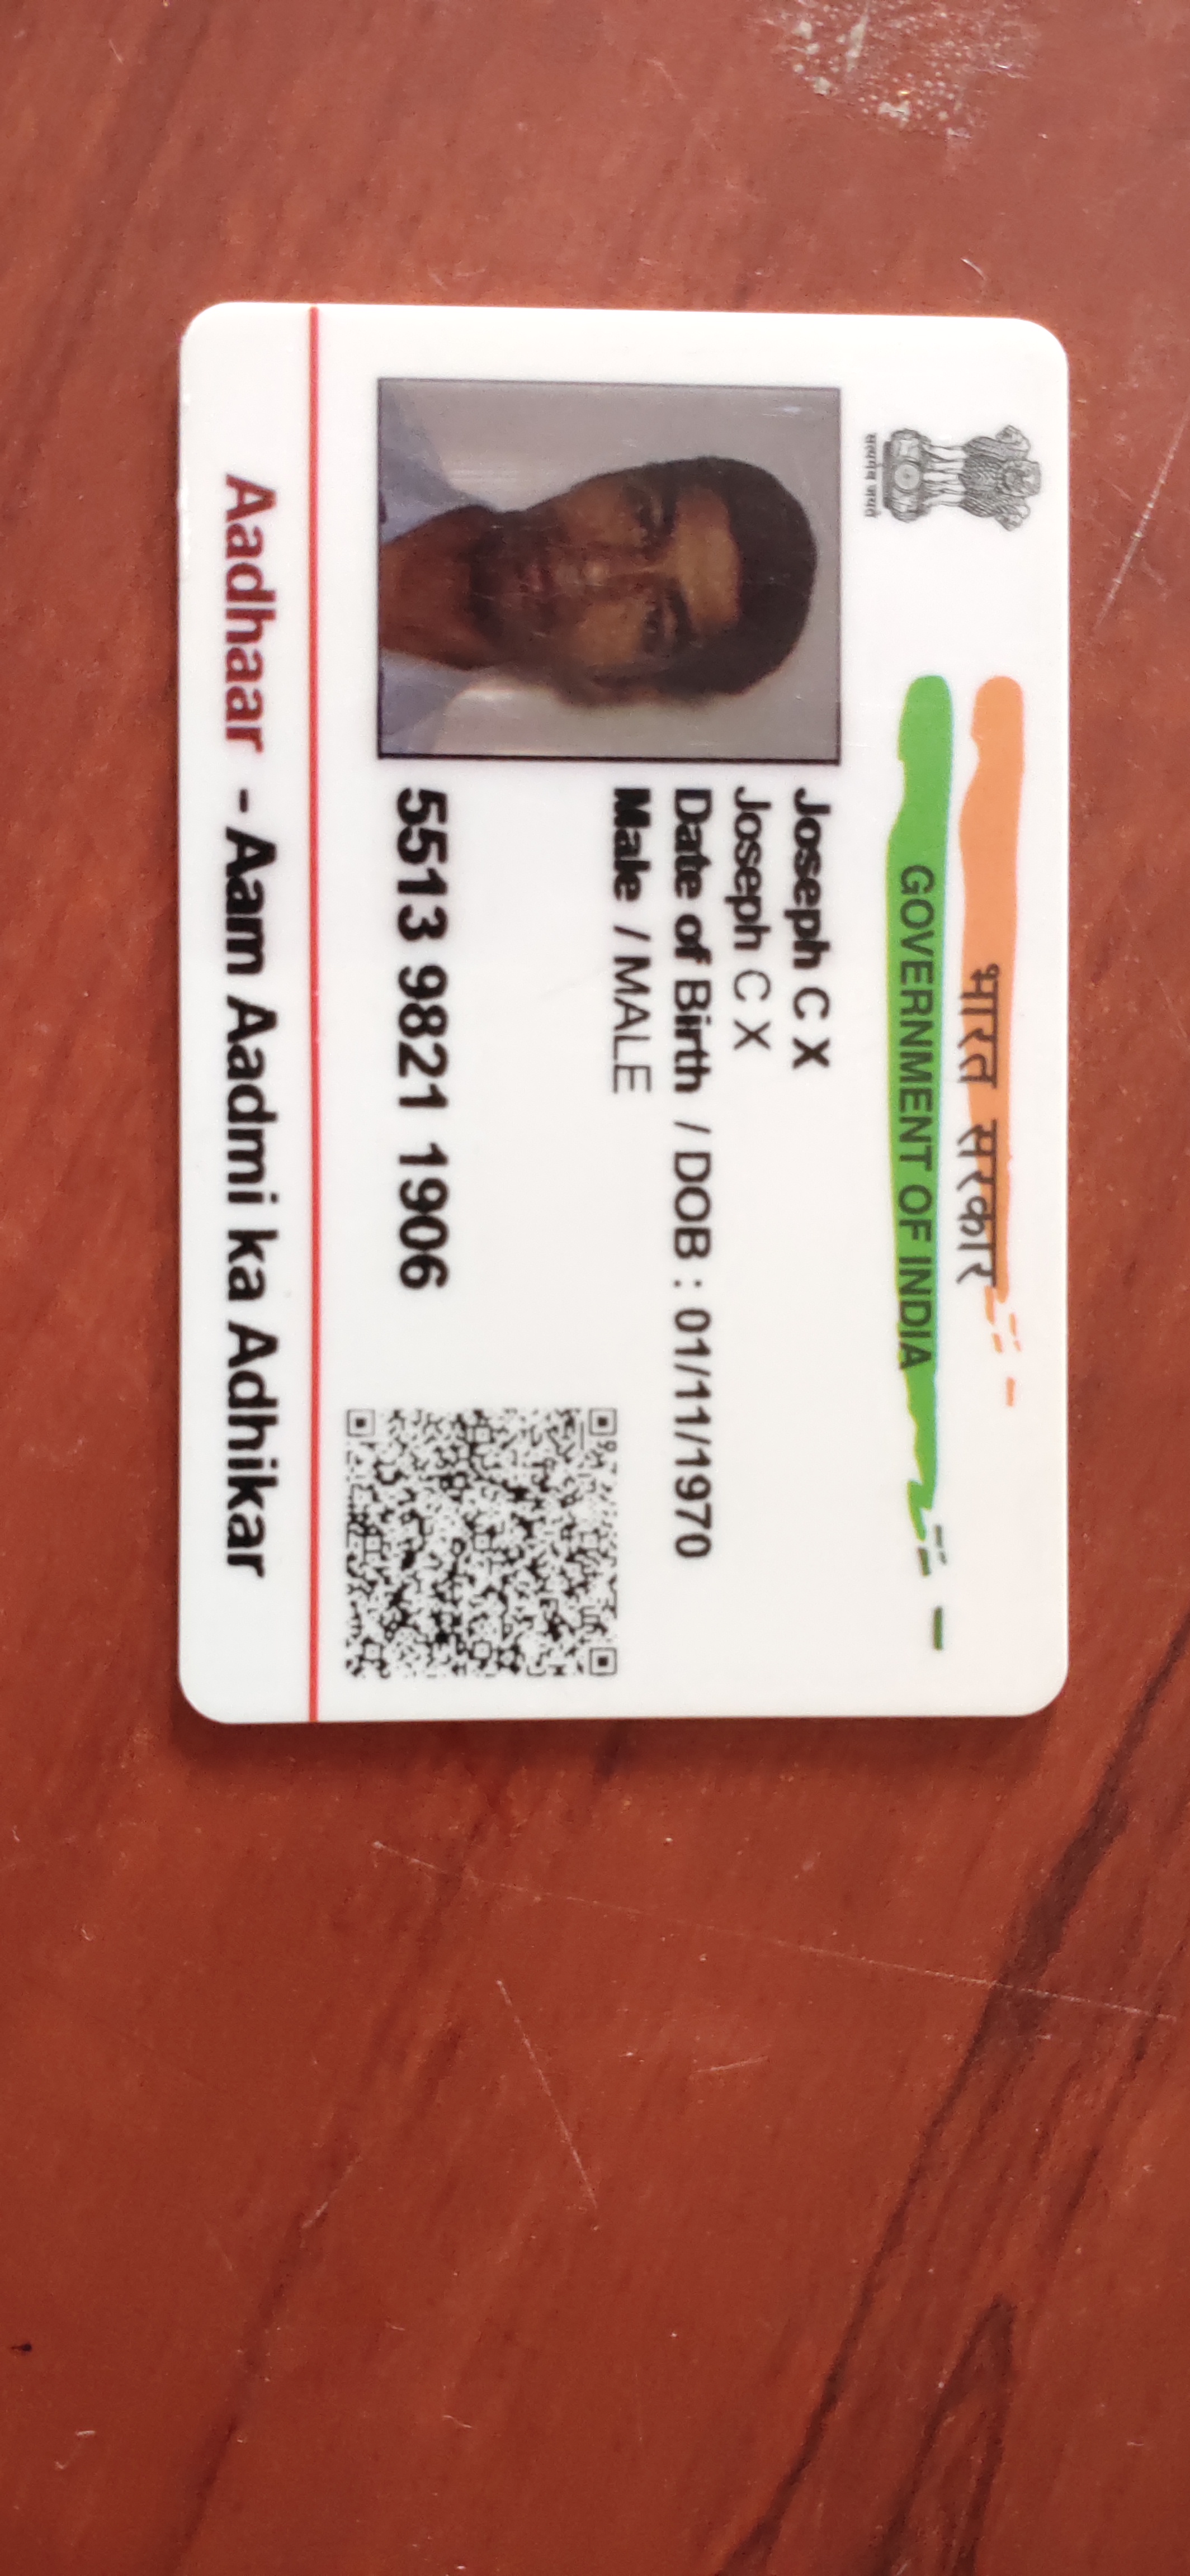 भारत सरकार
GOVERNMENT OF INDIA
सत्यमेव जयते
Joseph C X
Joseph C X
Date of Birth / DOB : 01/11/1970
Male / MALE
5513 9821 1906
Aadhaar - Aam Aadmi ka Adhikar